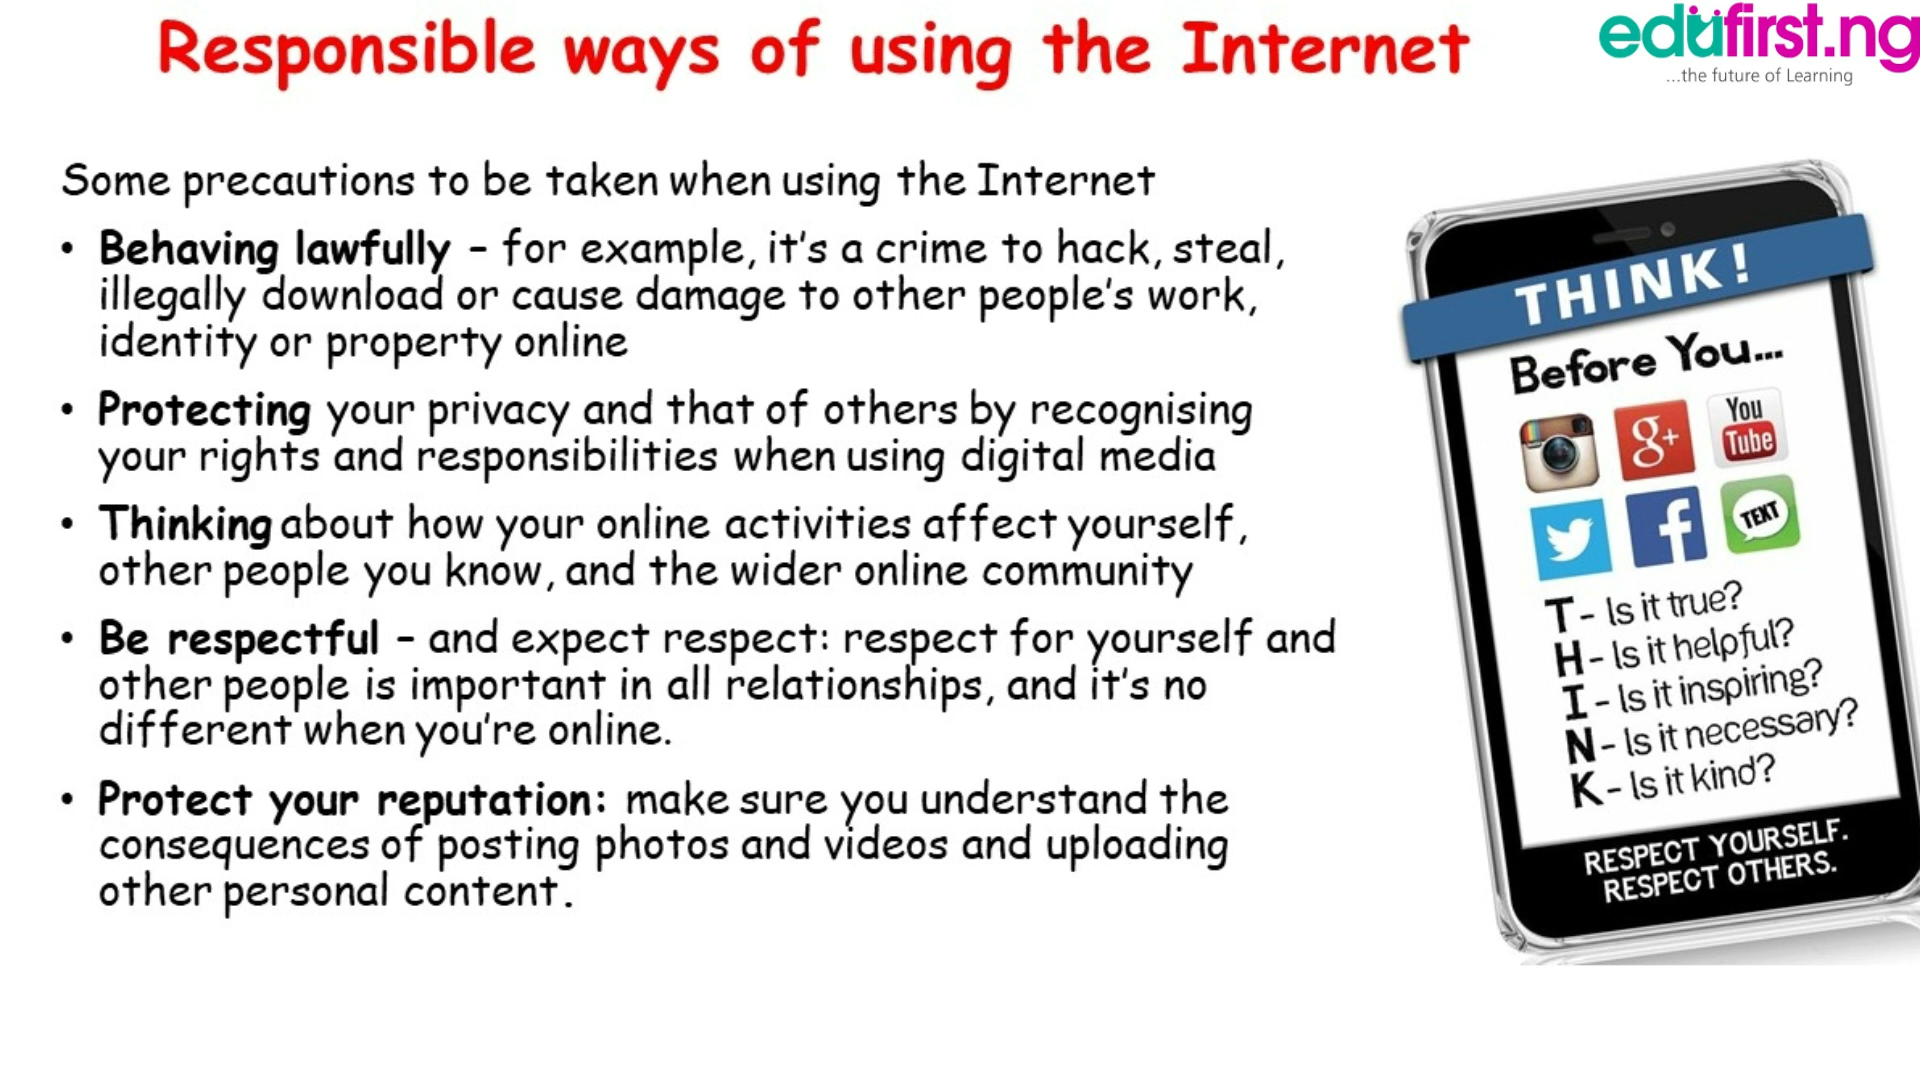 Responsible ways of using the Internet
edufirst.ng
...the future of Learning
Some precautions to be taken when using the Internet
• Behaving lawfully – for example, it's a crime to hack, steal,
illegally download or cause damage to other people's work,
identity or property online
• Protecting your privacy and that of others by recognising
your rights and responsibilities when using digital media
• Thinking about how your online activities affect yourself,
other people you know, and the wider online community
• Be respectful – and expect respect: respect for yourself and
other people is important in all relationships, and it's no
different when you're online.
• Protect your reputation: make sure you understand the
consequences of posting photos and videos and uploading
other personal content.
THINK!
Before You...
g+
You
Tube
f
TEXT
T - Is it true?
H - Is it helpful?
I - Is it inspiring?
N - Is it necessary?
K - Is it kind?
RESPECT YOURSELF.
RESPECT OTHERS.